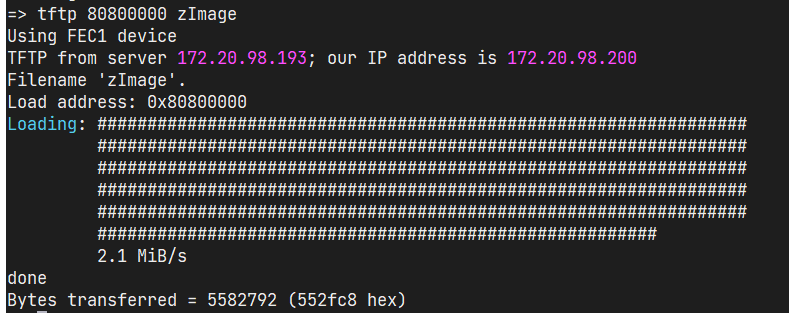 => tftp 80800000 zImage
Using FEC1 device
TFTP from server 172.20.98.193; our IP address is 172.20.98.200
Filename 'zImage'.
Load address: 0x80800000
Loading: #################################################################
#################################################################
#################################################################
#################################################################
#################################################################
########################################################
2.1 MiB/s
done
Bytes transferred = 5582792 (552fc8 hex)